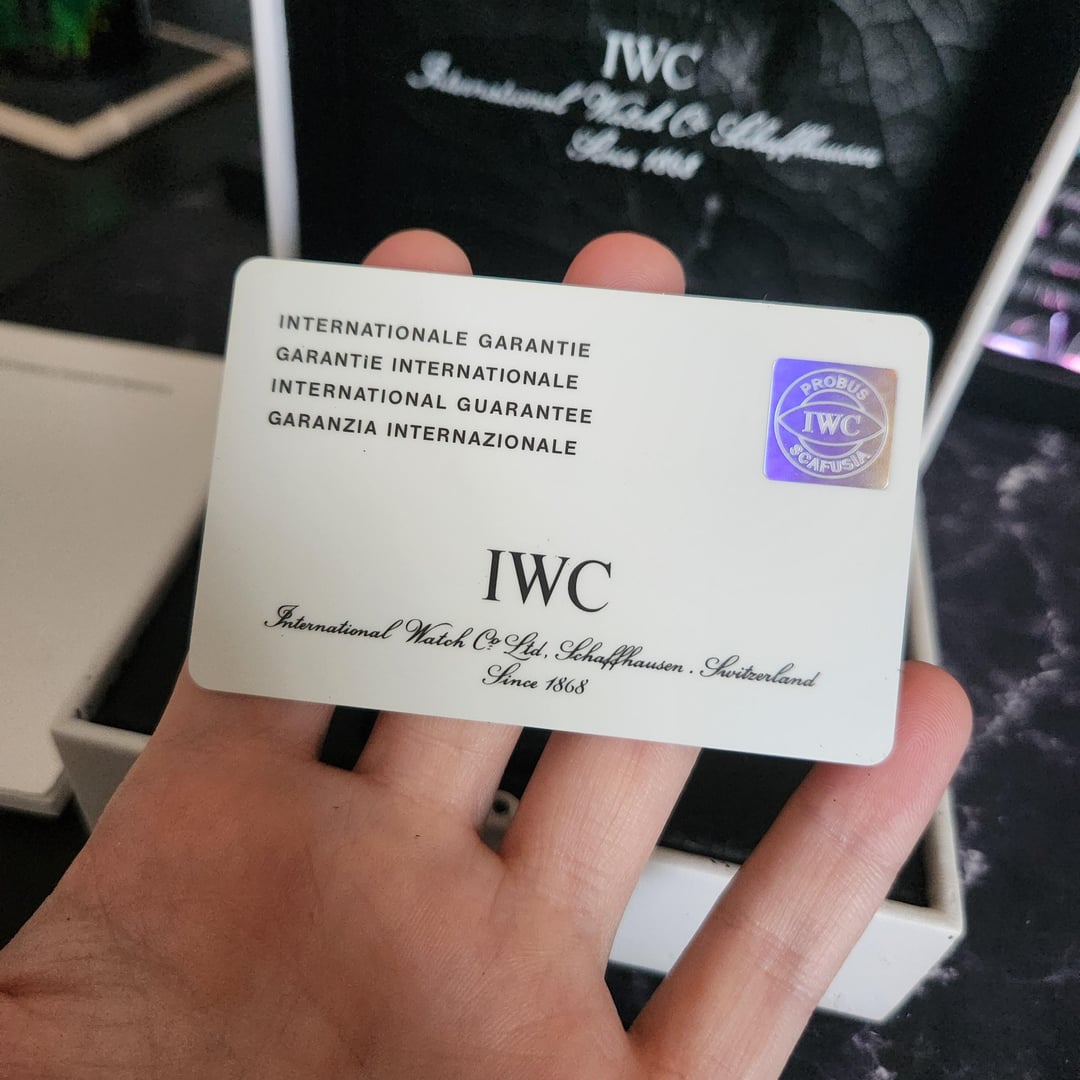 IWC
International Watch Co Schaffhausen
Since 1868
INTERNATIONALE GARANTIE
GARANTiE INTERNATIONALE
INTERNATIONAL GUARANTEE
GARANZIA INTERNAZIONALE
PROBUS
IWC
SCAFUSIA
IWC
International Watch Co Ltd, Schaffhausen . Switzerland
Since 1868